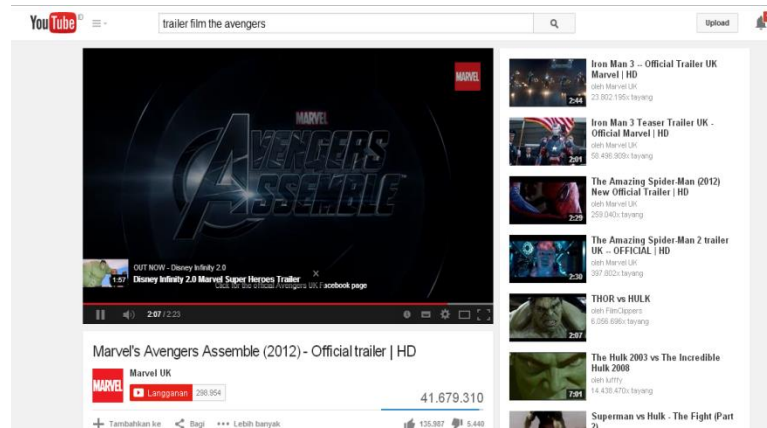 YouTube ID
trailer film the avengers
Upload
MARVEL
MARVEL
AVENGERS
ASSEMBLE
OUT NOW - Disney Infinity 2.0
Disney Infinity 2.0 Marvel Super Heroes Trailer
1:57
Click for the official Avengers UK Facebook page
2:07 / 2:23
Marvel's Avengers Assemble (2012) - Official trailer | HD
MARVEL
Marvel UK
Langganan 298.954
41.679.310
Tambahkan ke Bagi Lebih banyak
135.987 5.440
Iron Man 3 -- Official Trailer UK
Marvel | HD
oleh Marvel UK
23.802.195x tayang
2:44
Iron Man 3 Teaser Trailer UK -
Official Marvel | HD
oleh Marvel UK
56.496.809x tayang
2:01
The Amazing Spider-Man (2012)
New Official Trailer | HD
oleh Marvel UK
259.040x tayang
2:29
The Amazing Spider-Man 2 trailer
UK -- OFFICIAL | HD
oleh Marvel UK
397.802x tayang
2:30
THOR vs HULK
oleh FilmClippers
6.056.696x tayang
2:07
The Hulk 2003 vs The Incredible
Hulk 2008
oleh lufffy
14.438.470x tayang
7:01
Superman vs Hulk - The Fight (Part
2)